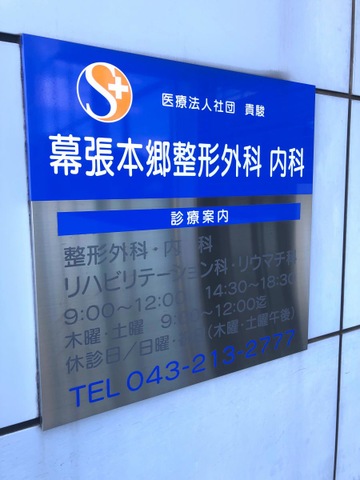 S+
医療法人社団 貴駿
幕張本郷整形外科 内科
診療案内
整形外科・内 科
リハビリテーション科・リウマチ科
9:00〜12:00 14:30〜18:30
木曜・土曜 9 〜12:00迄
休診日/日曜・ (木曜・土曜午後)
TEL 043-213-2777